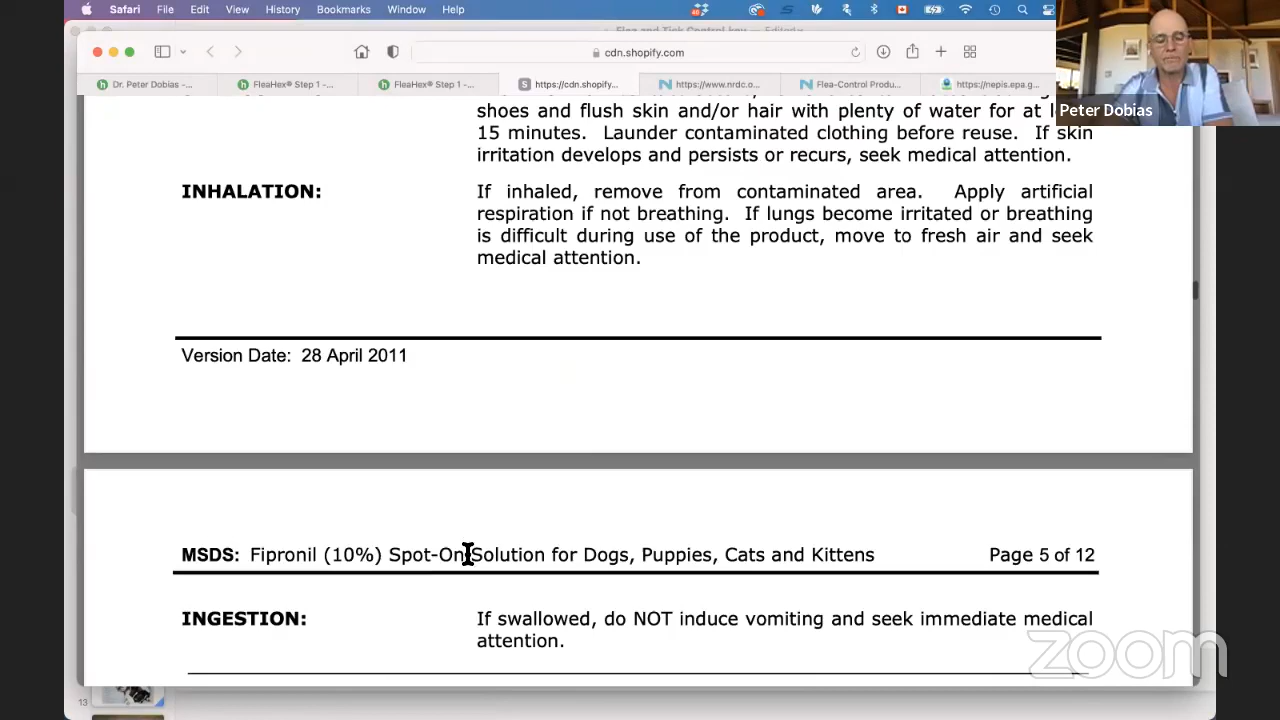 Safari File Edit View History Bookmarks Window Help
cdn.shopify.com
Dr. Peter Dobias -...
FleaHex® Step 1 -...
FleaHex® Step 1 -...
https://cdn.shopify...
https://www.nrdc.o...
Flea-Control Produ...
https://nepis.epa.g...
Peter Dobias
shoes and flush skin and/or hair with plenty of water for at
15 minutes. Launder contaminated clothing before reuse. If skin
irritation develops and persists or recurs, seek medical attention.
INHALATION: If inhaled, remove from contaminated area. Apply artificial
respiration if not breathing. If lungs become irritated or breathing
is difficult during use of the product, move to fresh air and seek
medical attention.
Version Date: 28 April 2011
MSDS: Fipronil (10%) Spot-On Solution for Dogs, Puppies, Cats and Kittens Page 5 of 12
INGESTION: If swallowed, do NOT induce vomiting and seek immediate medical
attention.
zoom
13